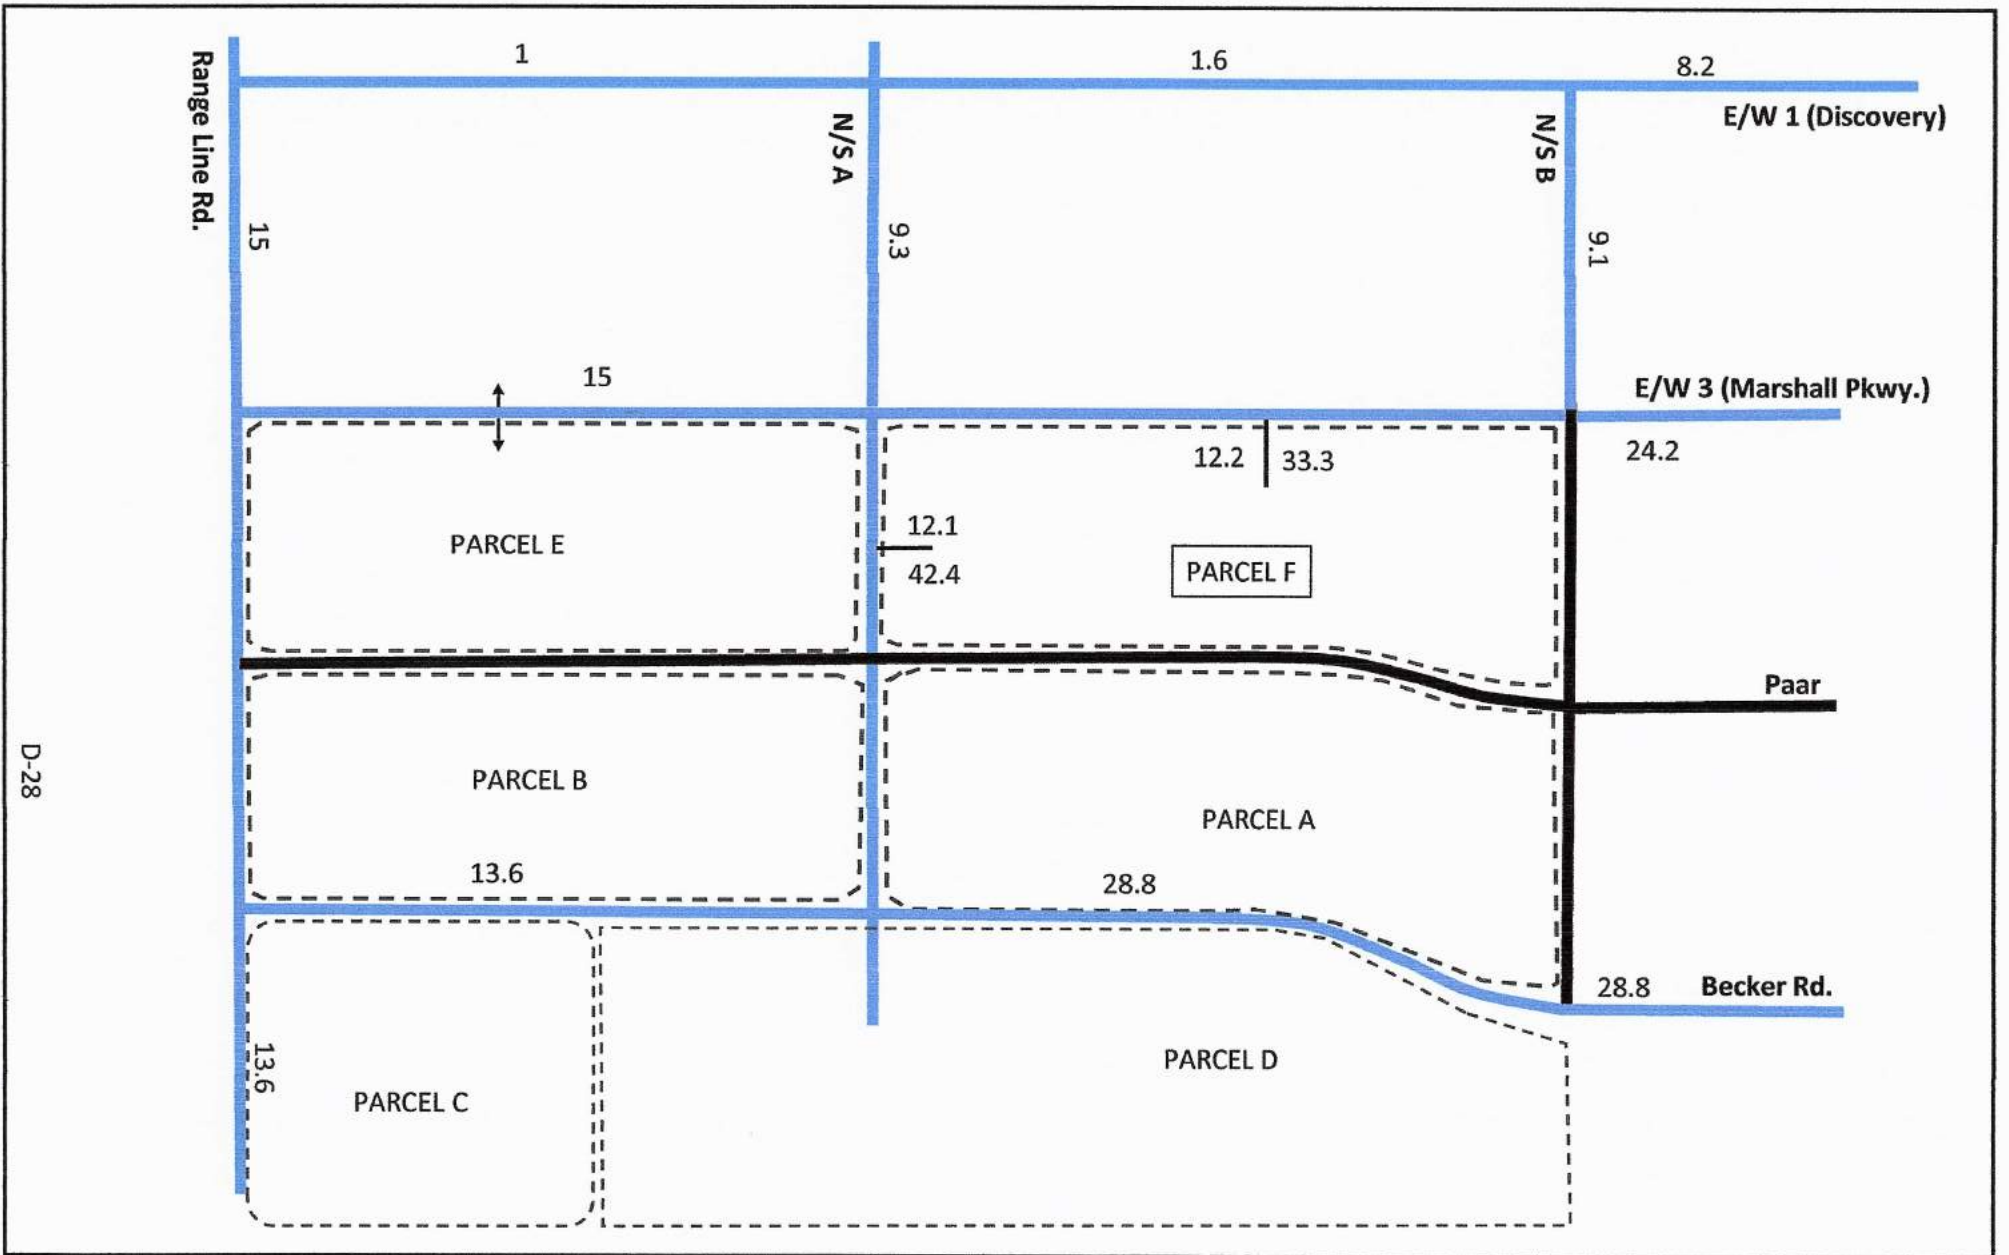 1
1.6
8.2
E/W 1 (Discovery)
Range Line Rd.
N/S A
N/S B
15
9.3
9.1
15
E/W 3 (Marshall Pkwy.)
12.2
33.3
24.2
12.1
42.4
PARCEL E
PARCEL F
Paar
D-28
PARCEL B
PARCEL A
13.6
28.8
28.8
Becker Rd.
13.6
PARCEL C
PARCEL D